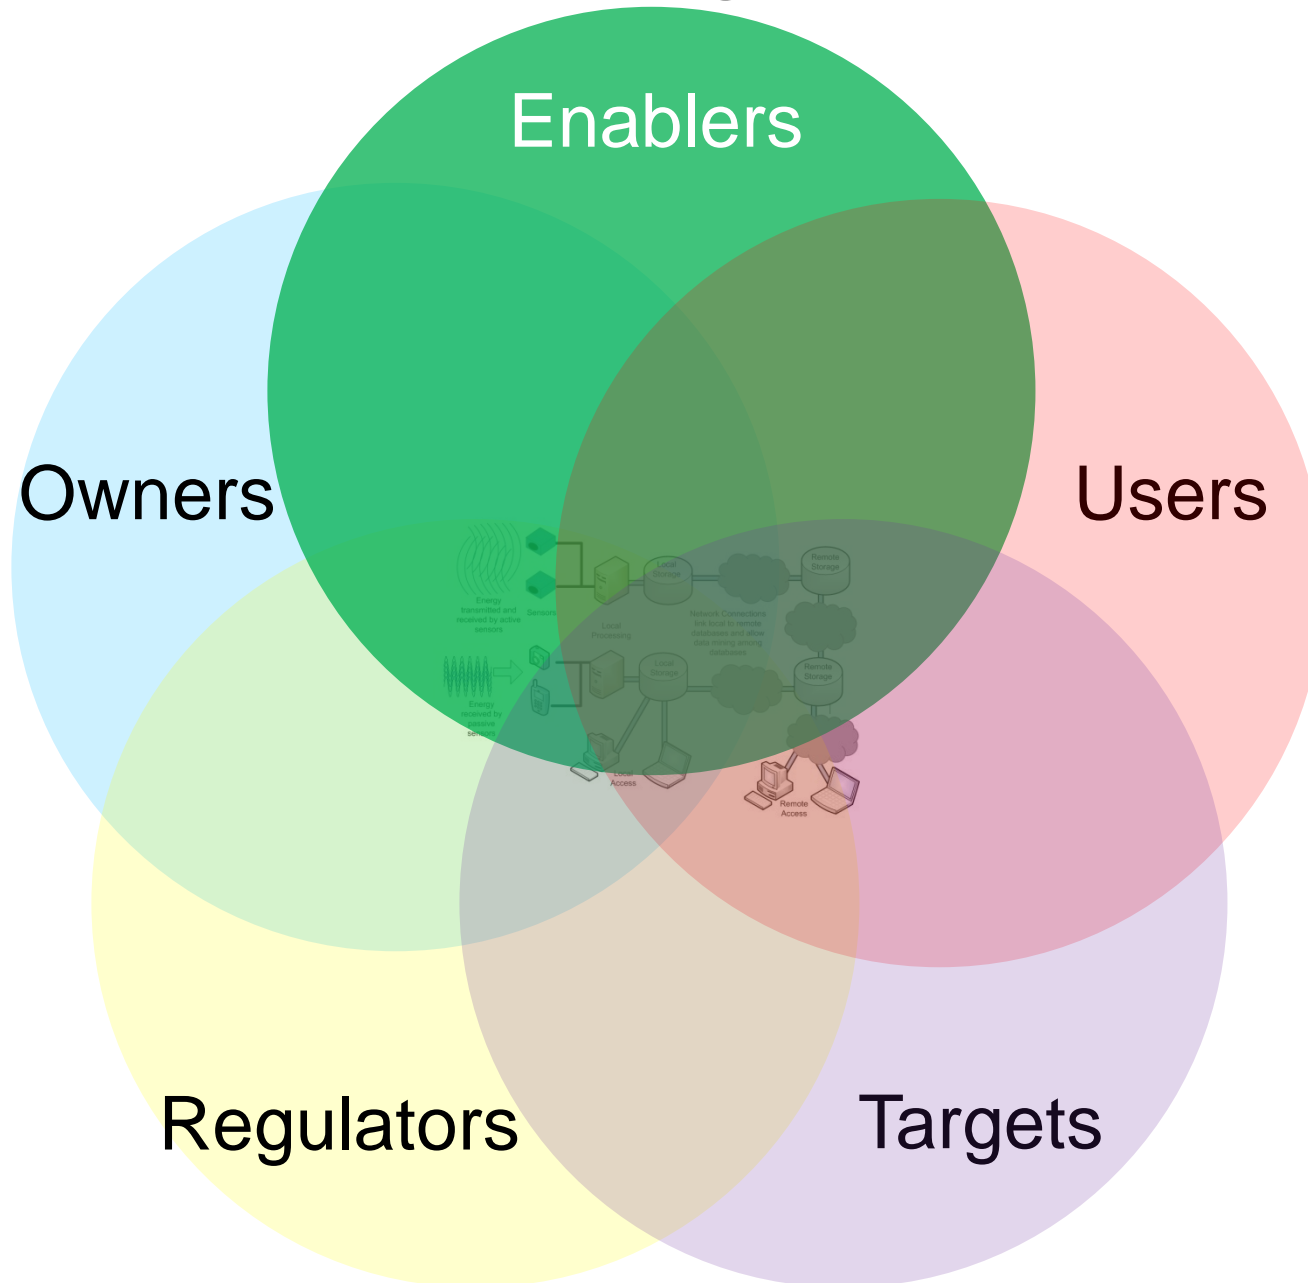 Enablers
Owners
Users
Energy
transmitted and
received by active
sensors
Sensors
Local
Processing
Local
Storage
Network Connections
link local to remote
databases and allow
data mining among
databases
Remote
Storage
Energy
received by
passive
sensors
Local
Storage
Remote
Storage
Local
Access
Remote
Access
Regulators
Targets